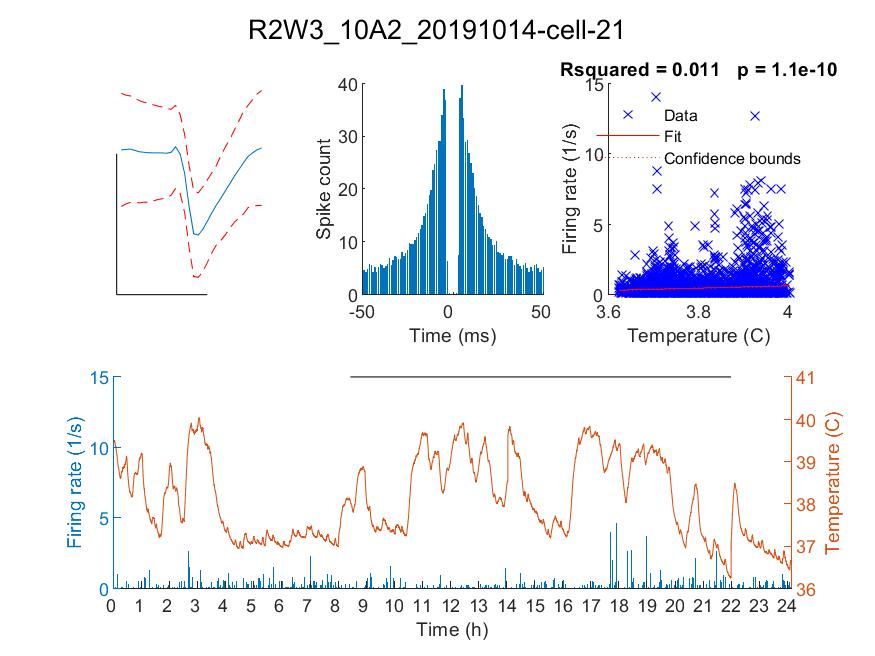 R2W3_10A2_20191014-cell-21
Rsquared = 0.011 p = 1.1e-10
Spike count
40
30
20
10
0
-50 0 50
Time (ms)
Firing rate (1/s)
15
10
5
0
Data
Fit
Confidence bounds
3.6 3.8 4
Temperature (C)
Firing rate (1/s)
15
10
5
0
41
40
39
38
37
36
Temperature (C)
0 1 2 3 4 5 6 7 8 9 10 11 12 13 14 15 16 17 18 19 20 21 22 23 24
Time (h)